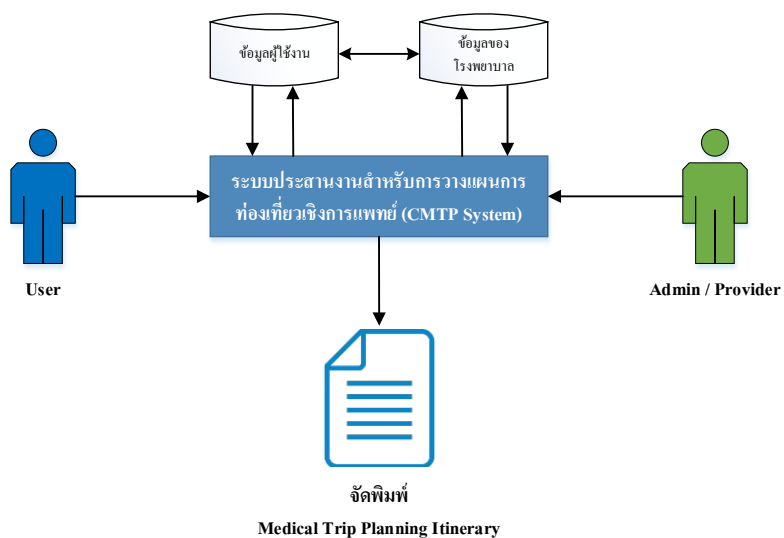 ข้อมูลผู้ใช้งาน
ข้อมูลของ
โรงพยาบาล
ระบบประสานงานสำหรับการวางแผนการ
ท่องเที่ยวเชิงการแพทย์ (CMTP System)
User
Admin / Provider
จัดพิมพ์
Medical Trip Planning Itinerary